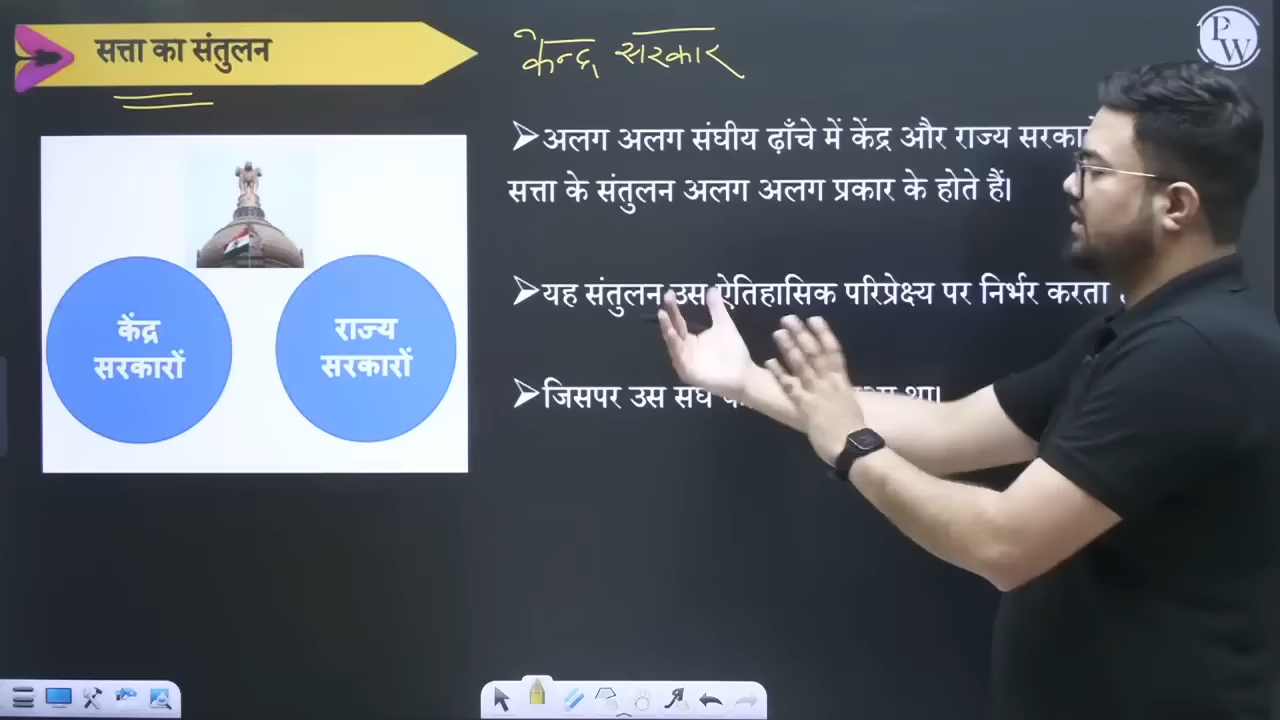 सत्ता का संतुलन
केन्द्र सरकार
PW
➢अलग अलग संघीय ढाँचे में केंद्र और राज्य
सत्ता के संतुलन अलग अलग प्रकार के होते हैं।
➢यह संतुलन उस ऐतिहासिक परिप्रेक्ष्य पर निर्भर करता
➢जिसपर उस संघ था।
केंद्र
सरकारों
राज्य
सरकारों